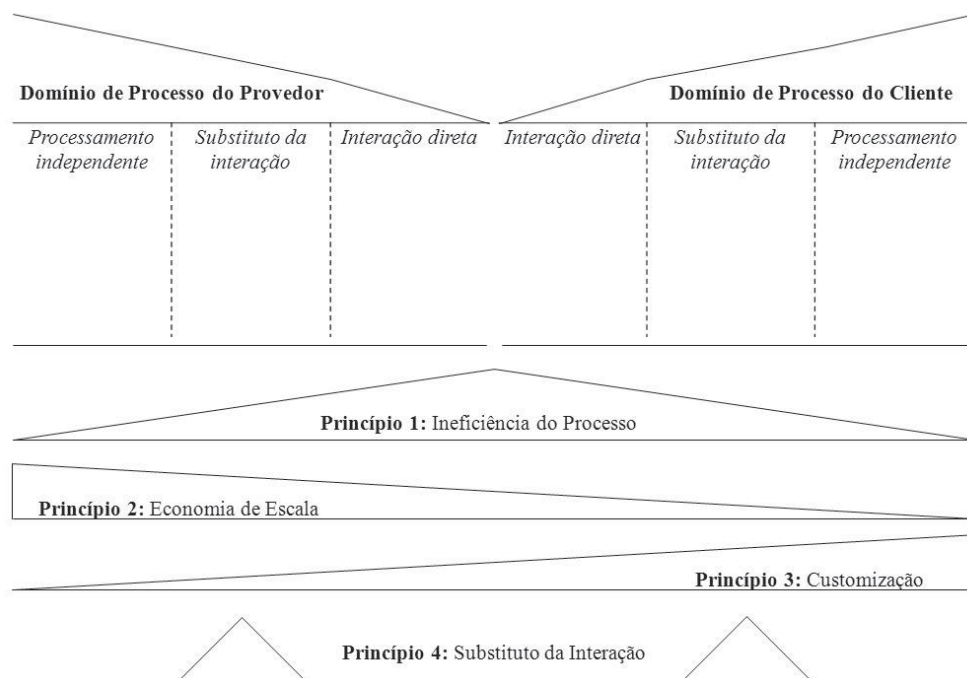 Domínio de Processo do Provedor
Domínio de Processo do Cliente
Processamento independente
Substituto da interação
Interação direta
Interação direta
Substituto da interação
Processamento independente
Princípio 1: Ineficiência do Processo
Princípio 2: Economia de Escala
Princípio 3: Customização
Princípio 4: Substituto da Interação